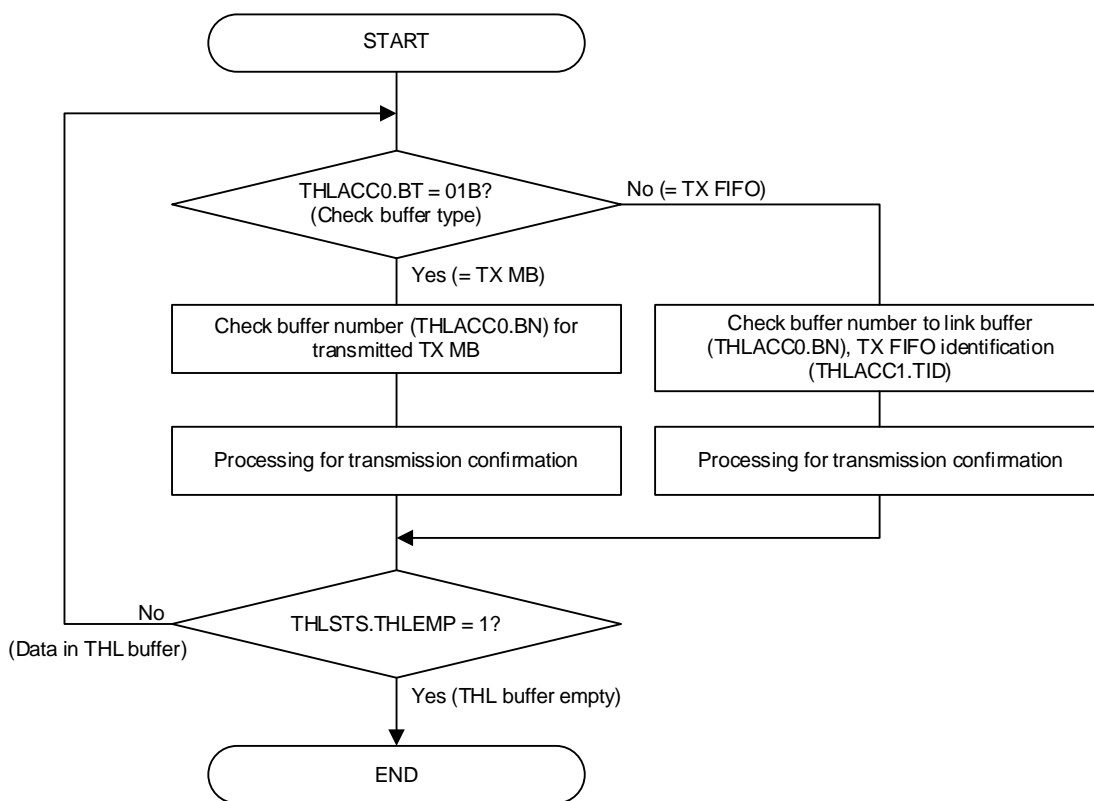 START
THLACC0.BT = 01B?
(Check buffer type)
No (= TX FIFO)
Yes (= TX MB)
Check buffer number (THLACC0.BN) for
transmitted TX MB
Check buffer number to link buffer
(THLACC0.BN), TX FIFO identification
(THLACC1.TID)
Processing for transmission confirmation
Processing for transmission confirmation
No
(Data in THL buffer)
THLSTS.THLEMP = 1?
Yes (THL buffer empty)
END